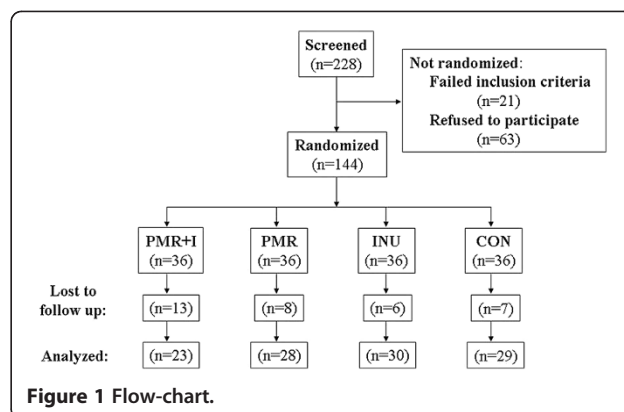 Screened
(n=228)
Not randomized:
Failed inclusion criteria
(n=21)
Refused to participate
(n=63)
Randomized
(n=144)
PMR+I
(n=36)
PMR
(n=36)
INU
(n=36)
CON
(n=36)
Lost to
follow up:
(n=13)
(n=8)
(n=6)
(n=7)
Analyzed:
(n=23)
(n=28)
(n=30)
(n=29)
Figure 1 Flow-chart.